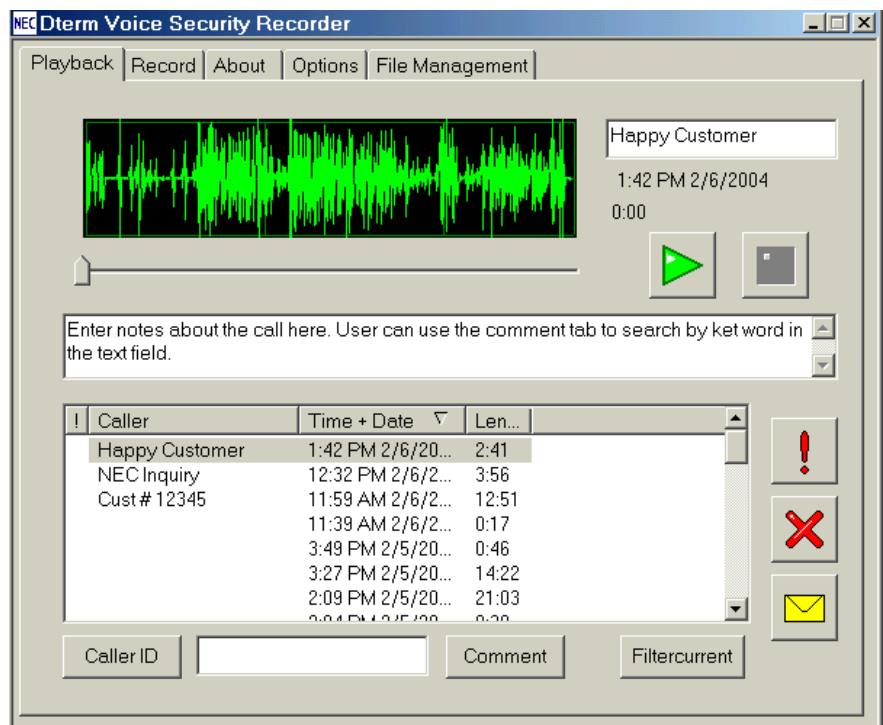 NEC Dterm Voice Security Recorder
Playback Record About Options File Management
Happy Customer
1:42 PM 2/6/2004
0:00
Enter notes about the call here. User can use the comment tab to search by ket word in
the text field.
! Caller Time + Date Len...
Happy Customer 1:42 PM 2/6/20... 2:41
NEC Inquiry 12:32 PM 2/6/2... 3:56
Cust # 12345 11:59 AM 2/6/2... 12:51
11:39 AM 2/6/2... 0:17
3:49 PM 2/5/20... 0:46
3:27 PM 2/5/20... 14:22
2:09 PM 2/5/20... 21:03
Caller ID Comment Filtercurrent